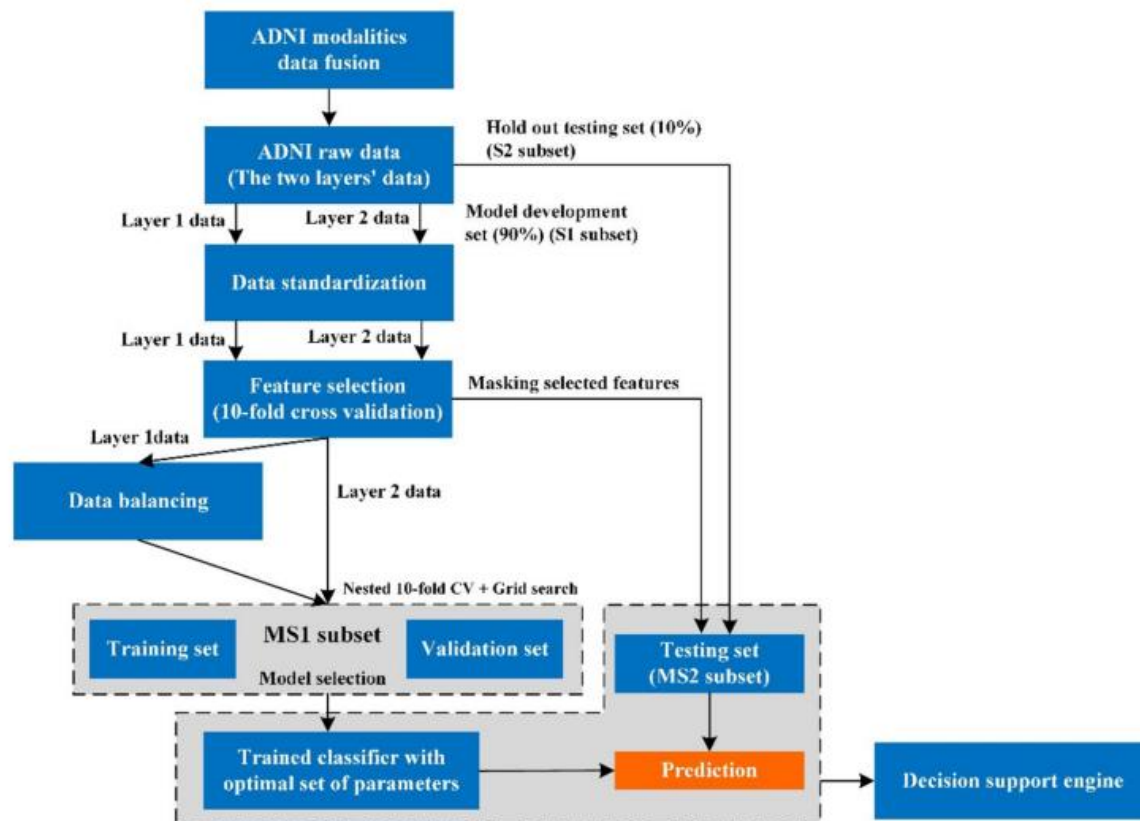 ADNI modalitics
data fusion
Hold out testing set (10%)
(S2 subset)
ADNI raw data
(The two layers' data)
Layer 1 data
Layer 2 data
Model development
set (90%) (S1 subset)
Data standardization
Layer 1 data
Layer 2 data
Feature selection
(10-fold cross validation)
Masking selected features
Layer 1data
Data balancing
Layer 2 data
Nested 10-fold CV + Grid search
MS1 subset
Training set
Validation set
Model selection
Testing set
(MS2 subset)
Trained classifier with
optimal set of parameters
Prediction
Decision support engine